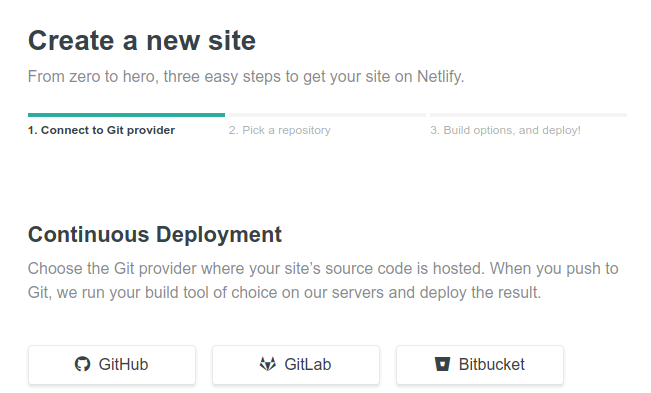 Create a new site
From zero to hero, three easy steps to get your site on Netlify.
1. Connect to Git provider
2. Pick a repository
3. Build options, and deploy!
Continuous Deployment
Choose the Git provider where your site’s source code is hosted. When you push to
Git, we run your build tool of choice on our servers and deploy the result.
GitHub
GitLab
Bitbucket